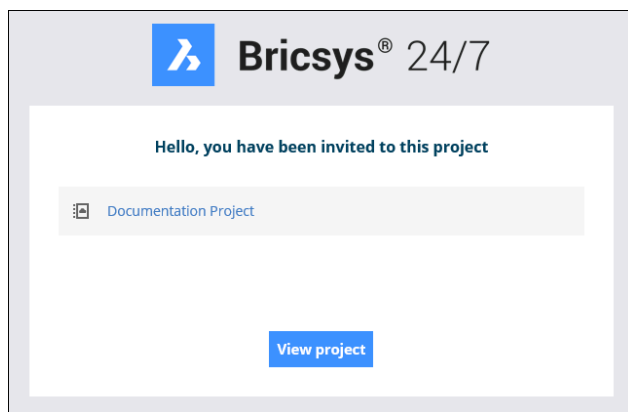 Bricsys® 24/7
Hello, you have been invited to this project
Documentation Project
View project